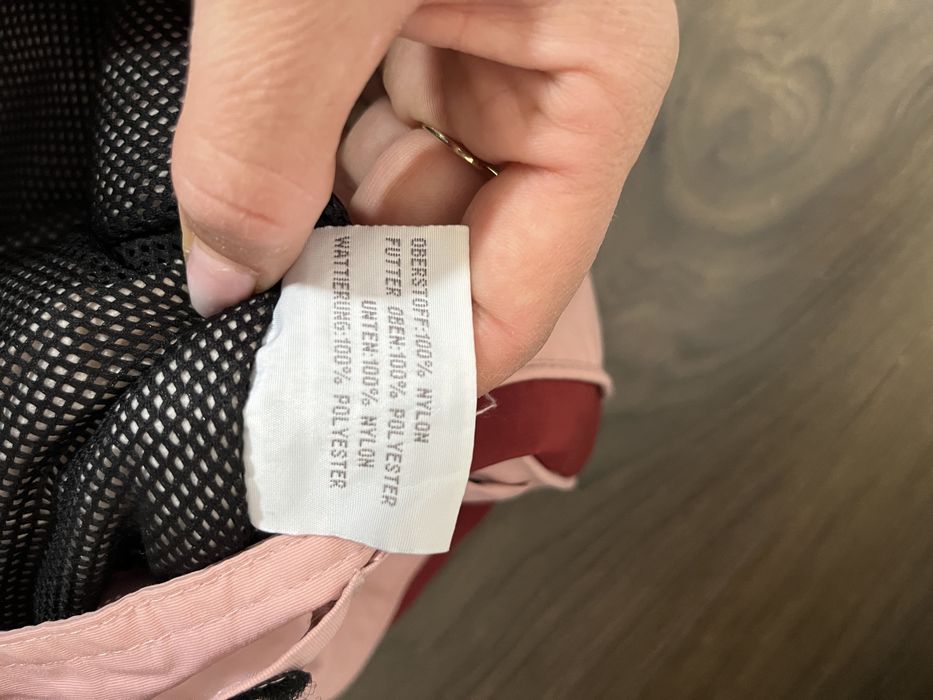 OBERSTOFF:100% NYLON
FUTTER OBEN:100% POLYESTER
UNTEN:100% NYLON
WATTIERUNG:100% POLYESTER